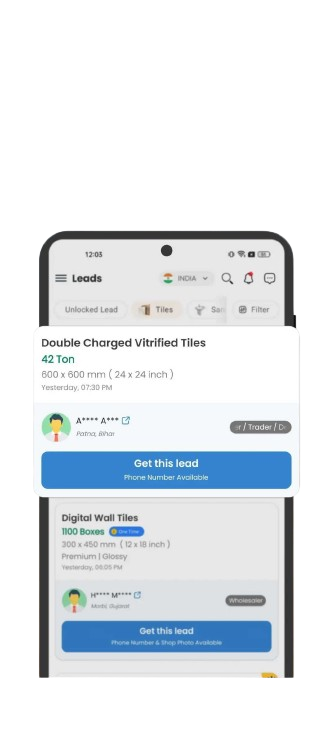 12:03
Leads
INDIA
Unlocked Lead
Tiles
Filter
Double Charged Vitrified Tiles
42 Ton
600 x 600 mm ( 24 x 24 inch )
Yesterday, 07:30 PM
A**** A***
/ Trader /
Patna, Bihar
Get this lead
Phone Number Available
Digital Wall Tiles
1100 Boxes
One Time
300 x 450 mm ( 12 x 18 inch )
Premium | Glossy
Yesterday, 05:05 PM
H**** M****
Wholesaler
Morbi, Gujarat
Get this lead
Phone Number & Shop Photo Available